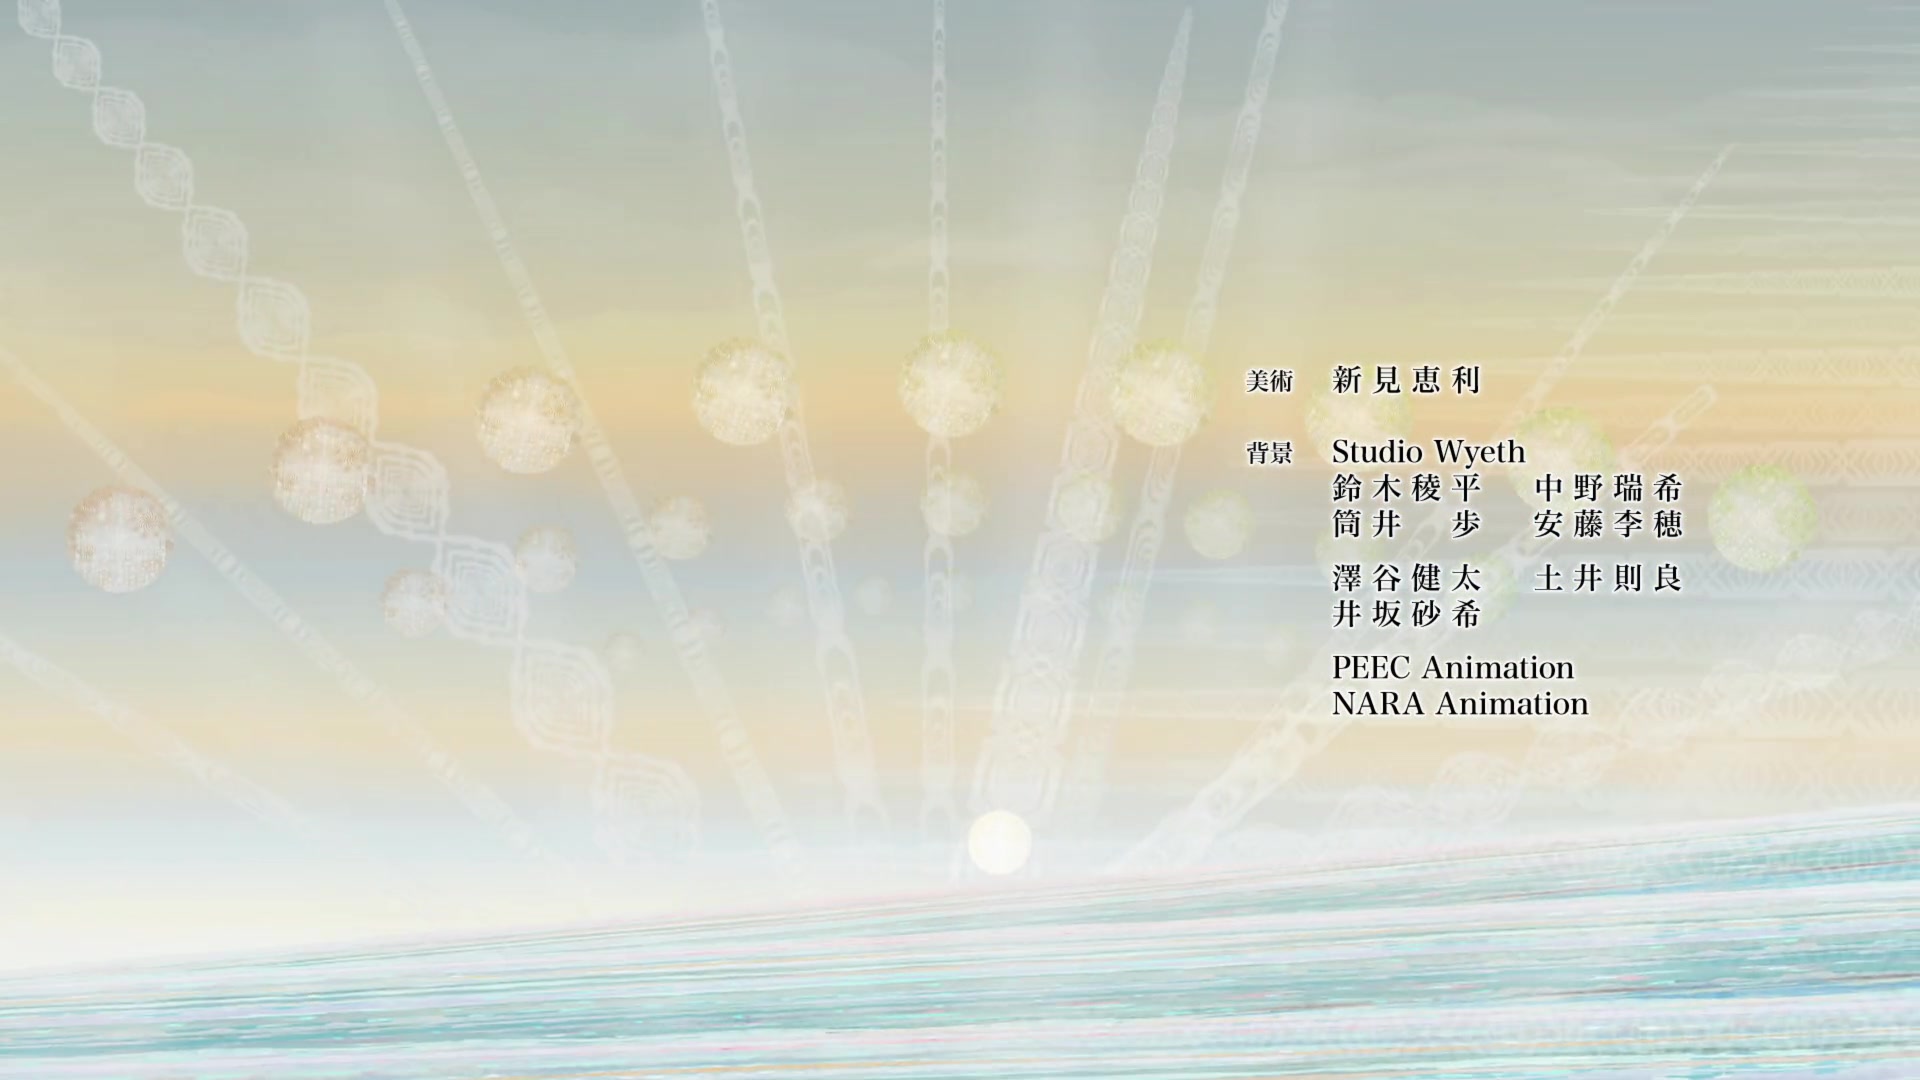 美術 新見恵利
背景 Studio Wyeth
鈴木稜平 中野瑞希
筒井 歩 安藤李穂
澤谷健太 土井則良
井坂砂希
PEEC Animation
NARA Animation